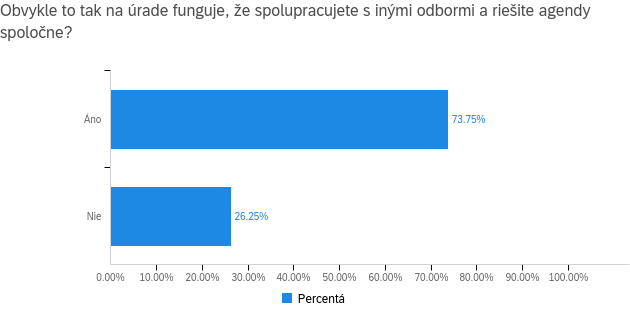 Obvykle to tak na úrade funguje, že spolupracujete s inými odbormi a riešite agendy
spoločne?
Áno
73.75%
Nie
26.25%
0.00% 10.00% 20.00% 30.00% 40.00% 50.00% 60.00% 70.00% 80.00% 90.00% 100.00%
Percentá